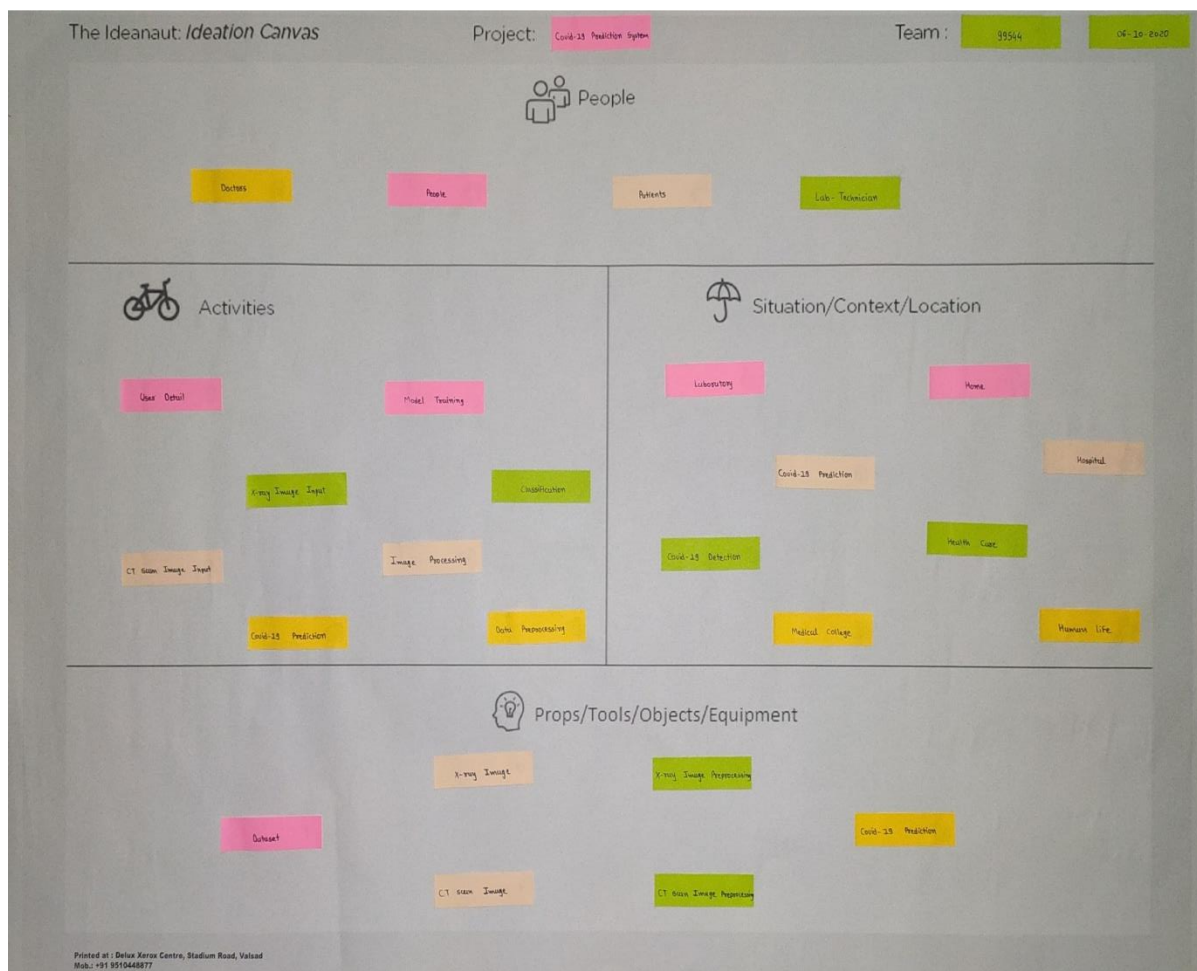 The Ideanaut: Ideation Canvas
Project:
Covid-19 Prediction System
Team :
99544
06-10-2020
People
Doctors
People
Patients
Lab-Technician
Activities
User Detail
Model Training
X-ray Image Input
Classification
CT scan Image Input
Image Processing
Covid-19 Prediction
Data Preprocessing
Situation/Context/Location
Laborutory
Home
Covid-19 Prediction
Hospital
Covid-19 Detection
Health Care
Medical Collage
Human life
Props/Tools/Objects/Equipment
X-ray Image
X-ray Image Preprocessing
Dataset
Covid-19 Prediction
CT scan Image
CT scan Image Preprocessing
Printed at : Delux Xerox Centre, Stadium Road, Valsad
Mob.: +91 9510448877